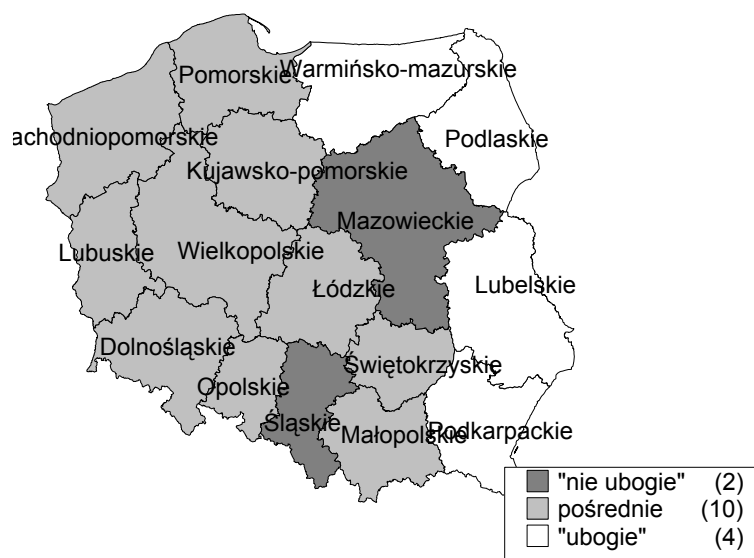 Pomorskie
Warmińsko-mazurskie
achodniopomorskie
Podlaskie
Kujawsko-pomorskie
Mazowieckie
Lubuskie
Wielkopolskie
Łódzkie
Lubelskie
Dolnośląskie
Świętokrzyskie
Opolskie
Śląskie
Małopolskie
Podkarpackie
"nie ubogie" (2)
pośrednie (10)
"ubogie" (4)